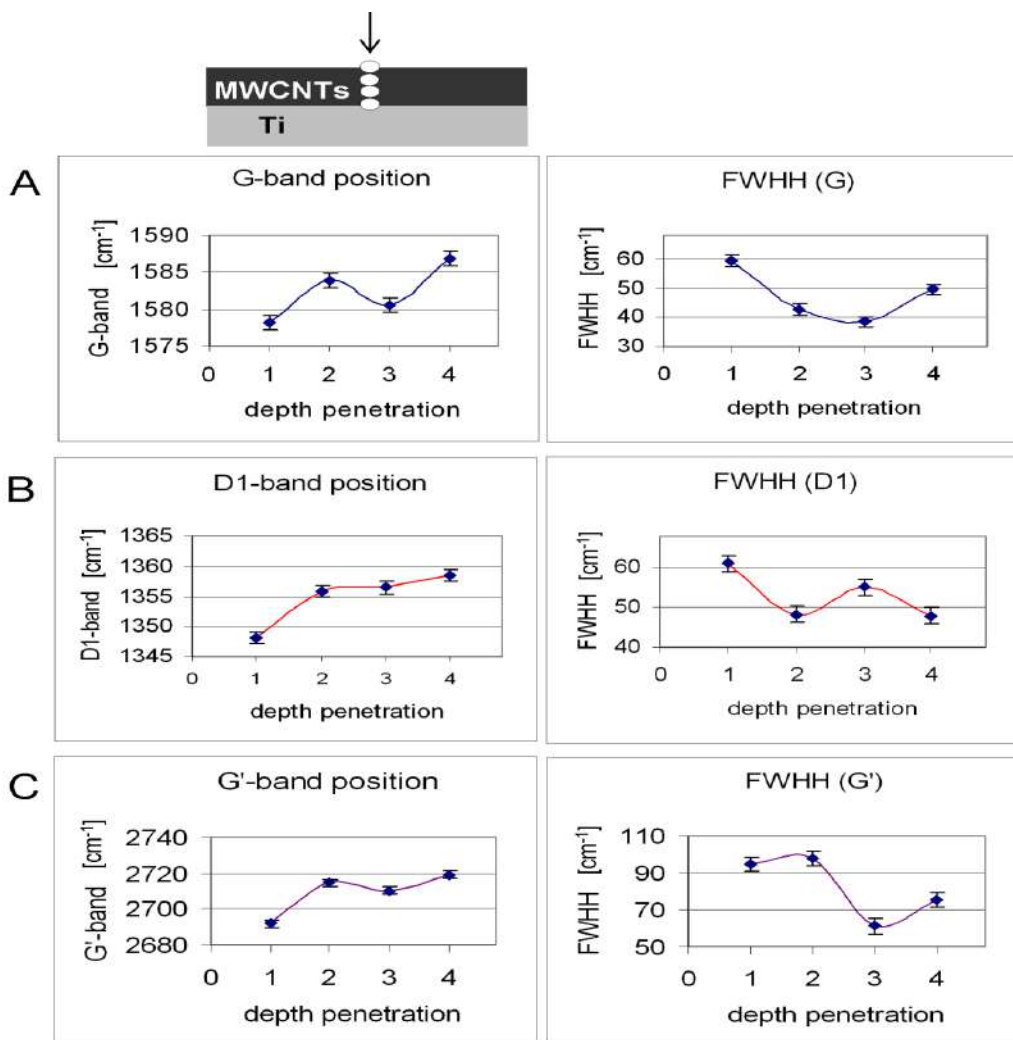 MWCNTs
Ti
A
G-band position
G-band [cm-1]
1590
1585
1580
1575
0 1 2 3 4
depth penetration
FWHH (G)
FWHH [cm-1]
60
50
40
30
0 1 2 3 4
depth penetration
B
D1-band position
D1-band [cm-1]
1365
1360
1355
1350
1345
0 1 2 3 4
depth penetration
FWHH (D1)
FWHH [cm-1]
60
50
40
0 1 2 3 4
depth penetration
C
G'-band position
G'-band [cm-1]
2740
2720
2700
2680
0 1 2 3 4
depth penetration
FWHH (G')
FWHH [cm-1]
110
90
70
50
0 1 2 3 4
depth penetration